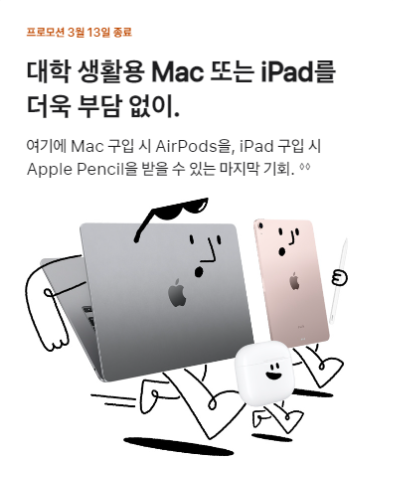 프로모션 3월 13일 종료
대학 생활용 Mac 또는 iPad를
더욱 부담 없이.
여기에 Mac 구입 시 AirPods을, iPad 구입 시
Apple Pencil을 받을 수 있는 마지막 기회. ◊◊